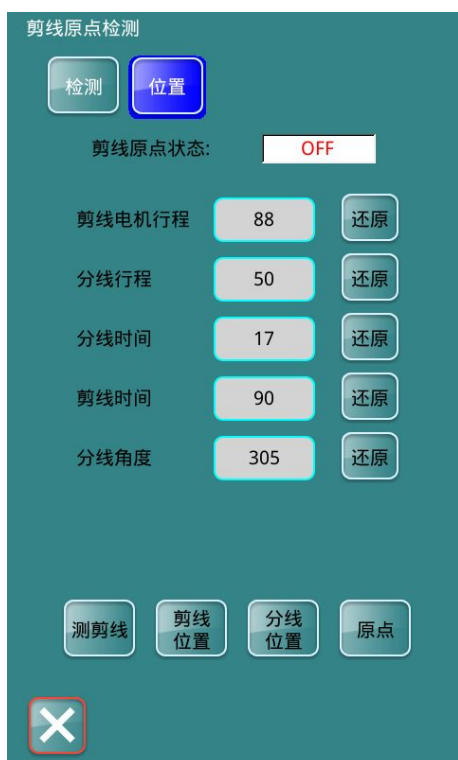 剪线原点检测
检测 位置
剪线原点状态: OFF
剪线电机行程 88 还原
分线行程 50 还原
分线时间 17 还原
剪线时间 90 还原
分线角度 305 还原
测剪线 剪线位置 分线位置 原点